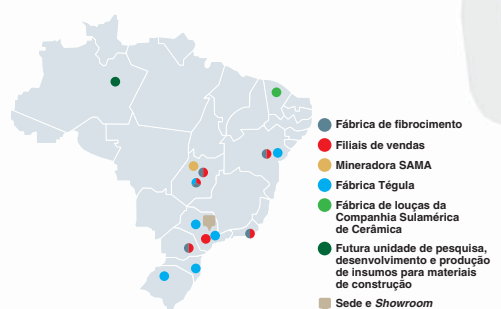 Fábrica de fibrocimento
Filiais de vendas
Mineradora SAMA
Fábrica Tégula
Fábrica de louças da
Companhia Sulamérica
de Cerâmica
Futura unidade de pesquisa,
desenvolvimento e produção
de insumos para materiais
de construção
Sede e Showroom